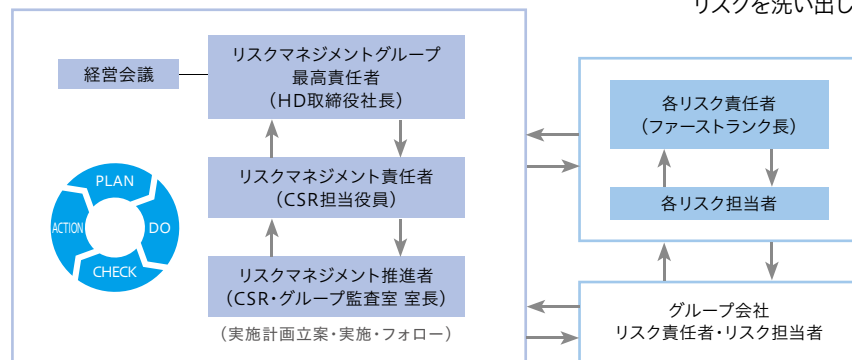 リスクを洗い出し
経営会議
リスクマネジメントグループ
最高責任者
（HD取締役社長）
リスクマネジメント責任者
（CSR担当役員）
リスクマネジメント推進者
（CSR・グループ監査室 室長）
（実施計画立案・実施・フォロー）
PLAN
DO
CHECK
ACTION
各リスク責任者
（ファーストランク長）
各リスク担当者
グループ会社
リスク責任者・リスク担当者